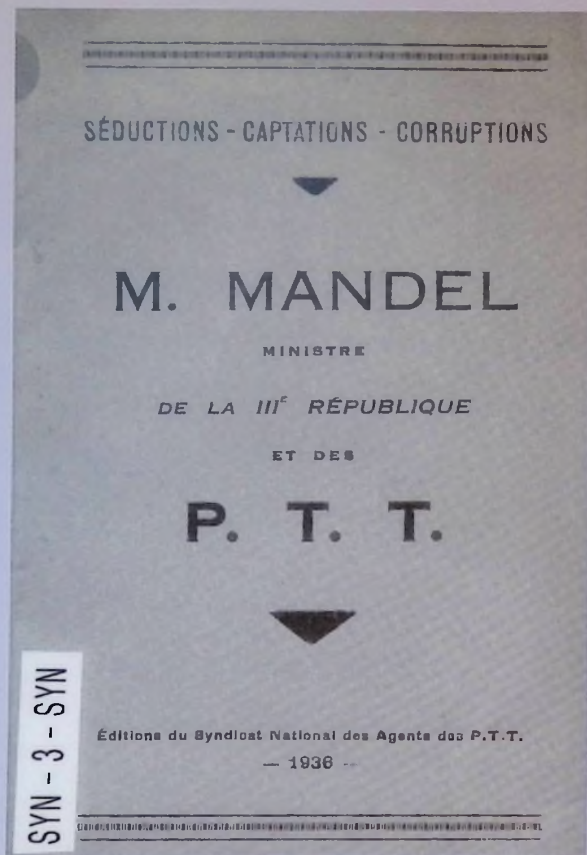 SÉDUCTIONS - CAPTATIONS - CORRUPTIONS
M. MANDEL
MINISTRE
DE LA IIIᵉ RÉPUBLIQUE
ET DES
P. T. T.
Éditions du Syndicat National des Agents des P.T.T.
— 1936 —
SYN - 3 - SYN